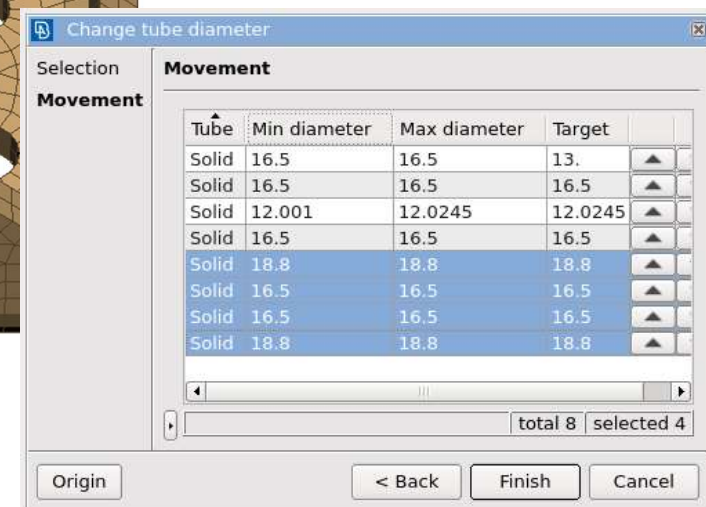 Change tube diameter
Selection
Movement
Movement
Tube Min diameter Max diameter Target
Solid 16.5 16.5 13.
Solid 16.5 16.5 16.5
Solid 12.001 12.0245 12.0245
Solid 16.5 16.5 16.5
Solid 18.8 18.8 18.8
Solid 16.5 16.5 16.5
Solid 16.5 16.5 16.5
Solid 18.8 18.8 18.8
total 8 selected 4
Origin < Back Finish Cancel